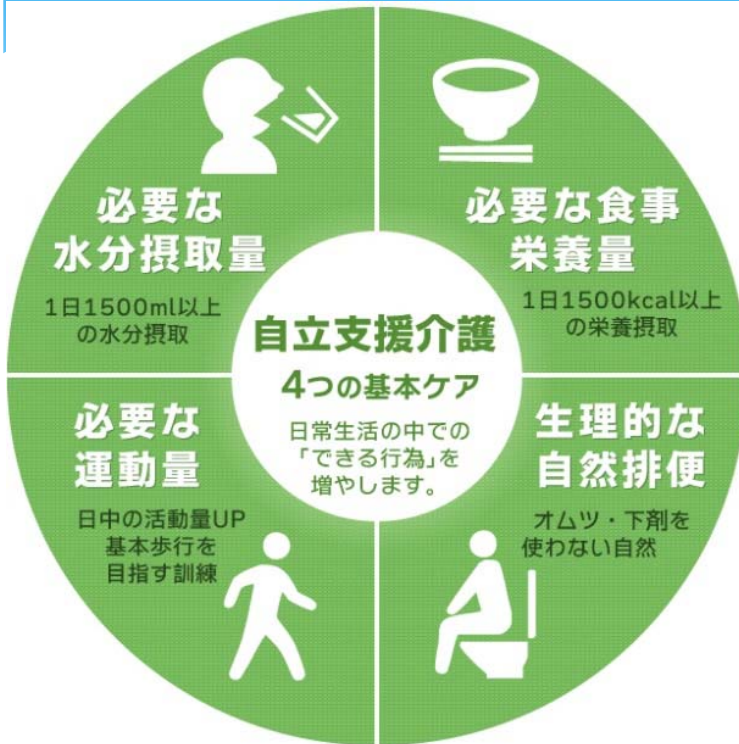 必要な
水分摂取量
1日1500ml以上
の水分摂取
必要な食事
栄養量
1日1500kcal以上
の栄養摂取
自立支援介護
4つの基本ケア
日常生活の中での
「できる行為」を
増やします。
必要な
運動量
日中の活動量UP
基本歩行を
目指す訓練
生理的な
自然排便
オムツ・下剤を
使わない自然